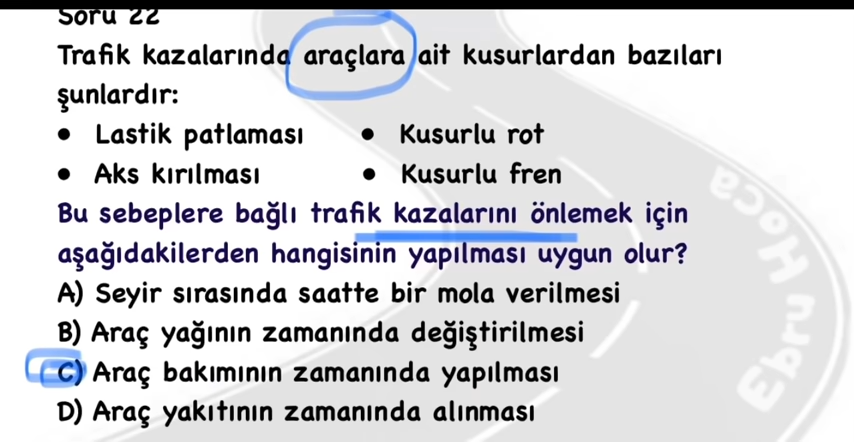 Soru 22
Trafik kazalarında araçlara ait kusurlardan bazıları
şunlardır:
• Lastik patlaması • Kusurlu rot
• Aks kırılması • Kusurlu fren
Bu sebeplere bağlı trafik kazalarını önlemek için
aşağıdakilerden hangisinin yapılması uygun olur?
A) Seyir sırasında saatte bir mola verilmesi
B) Araç yağının zamanında değiştirilmesi
C) Araç bakımının zamanında yapılması
D) Araç yakıtının zamanında alınması
Ebru Hoca